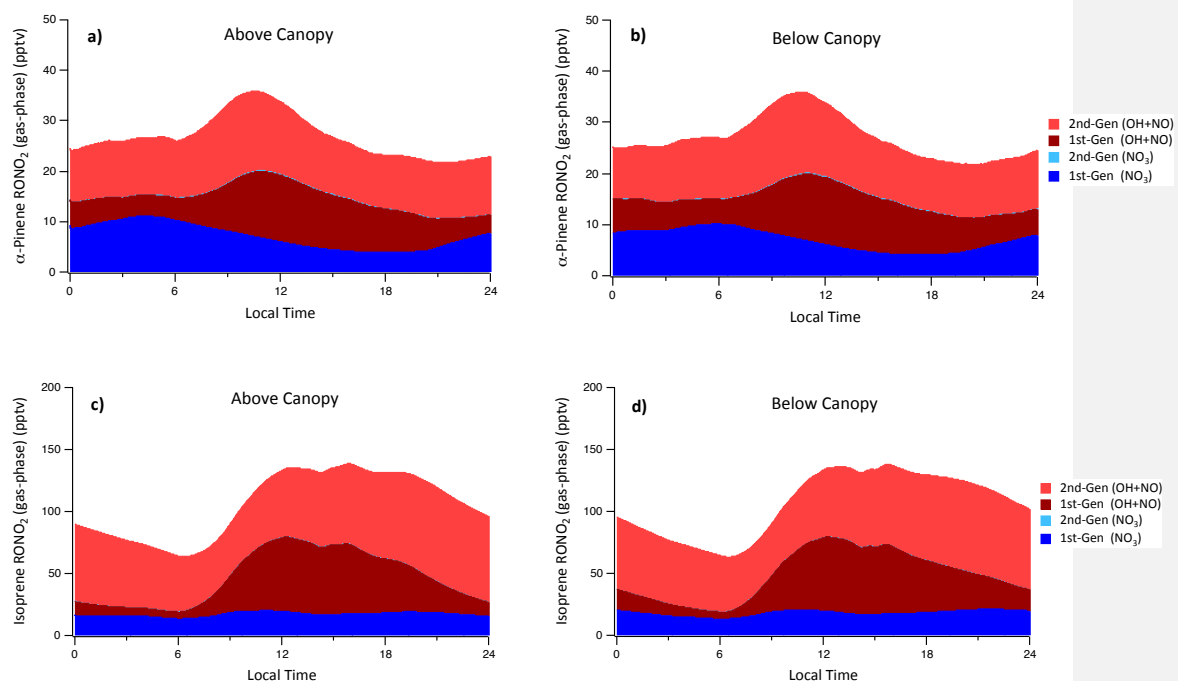 a)
Above Canopy
α-Pinene RONO₂ (gas-phase) (pptv)
50
40
30
20
10
0
0
6
12
18
24
Local Time
b)
Below Canopy
α-Pinene RONO₂ (gas-phase) (pptv)
50
40
30
20
10
0
0
6
12
18
24
Local Time
2nd-Gen (OH+NO)
1st-Gen (OH+NO)
2nd-Gen (NO₃)
1st-Gen (NO₃)
c)
Above Canopy
Isoprene RONO₂ (gas-phase) (pptv)
200
150
100
50
0
0
6
12
18
24
Local Time
d)
Below Canopy
Isoprene RONO₂ (gas-phase) (pptv)
200
150
100
50
0
0
6
12
18
24
Local Time
2nd-Gen (OH+NO)
1st-Gen (OH+NO)
2nd-Gen (NO₃)
1st-Gen (NO₃)